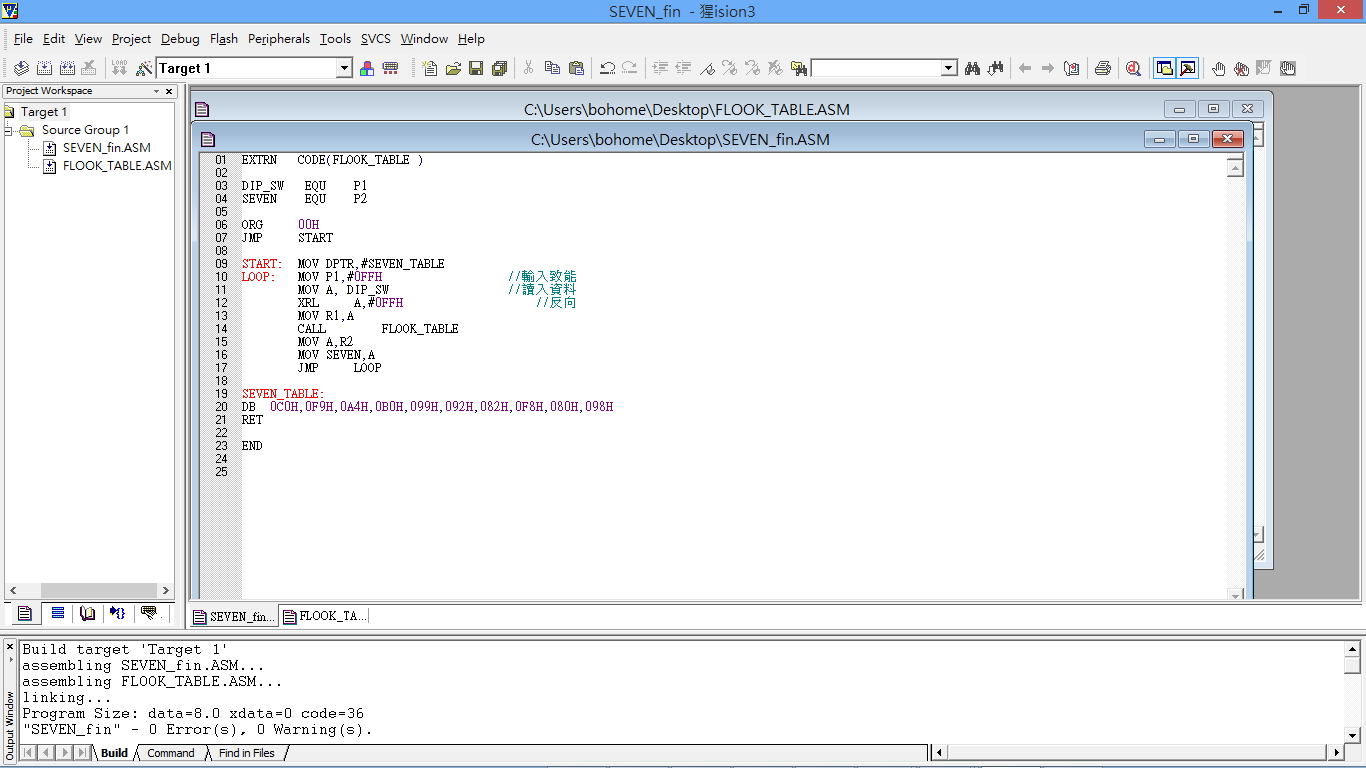 SEVEN_fin - 猩ision3
File Edit View Project Debug Flash Peripherals Tools SVCS Window Help
LOAD
Target 1
Project Workspace
Target 1
Source Group 1
SEVEN_fin.ASM
FLOOK_TABLE.ASM
C:\Users\bohome\Desktop\FLOOK_TABLE.ASM
C:\Users\bohome\Desktop\SEVEN_fin.ASM
01 EXTRN CODE(FLOOK_TABLE )
02
03 DIP_SW EQU P1
04 SEVEN EQU P2
05
06 ORG 00H
07 JMP START
08
09 START: MOV DPTR,#SEVEN_TABLE
10 LOOP: MOV P1,#0FFH //輸入致能
11 MOV A, DIP_SW //讀入資料
12 XRL A,#0FFH //反向
13 MOV R1,A
14 CALL FLOOK_TABLE
15 MOV A,R2
16 MOV SEVEN,A
17 JMP LOOP
18
19 SEVEN_TABLE:
20 DB 0C0H,0F9H,0A4H,0B0H,099H,092H,082H,0F8H,080H,098H
21 RET
22
23 END
24
25
SEVEN_fin... FLOOK_TA...
Output Window
Build target 'Target 1'
assembling SEVEN_fin.ASM...
assembling FLOOK_TABLE.ASM...
linking...
Program Size: data=8.0 xdata=0 code=36
"SEVEN_fin" - 0 Error(s), 0 Warning(s).
Build Command Find in Files